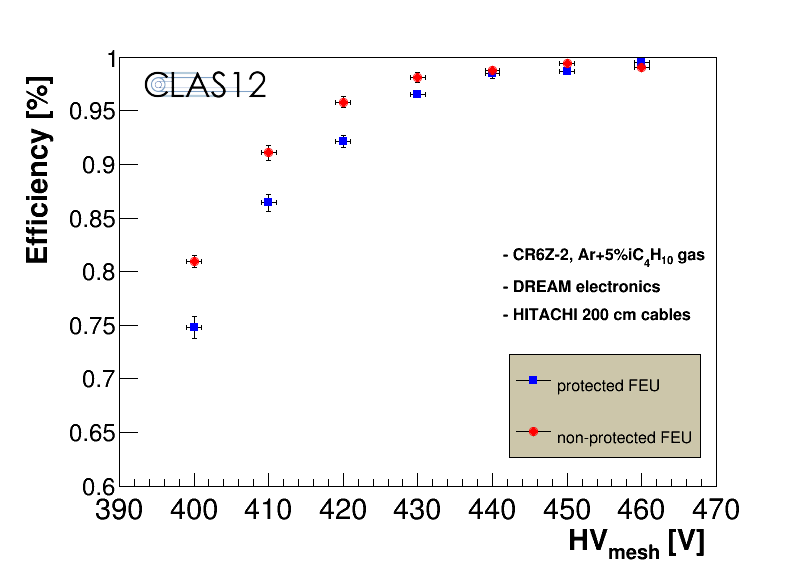 CLAS12
Efficiency [%]
1
0.95
0.9
0.85
0.8
0.75
0.7
0.65
0.6
- CR6Z-2, Ar+5%iC4H10 gas
- DREAM electronics
- HITACHI 200 cm cables
protected FEU
non-protected FEU
390 400 410 420 430 440 450 460 470
HVmesh [V]